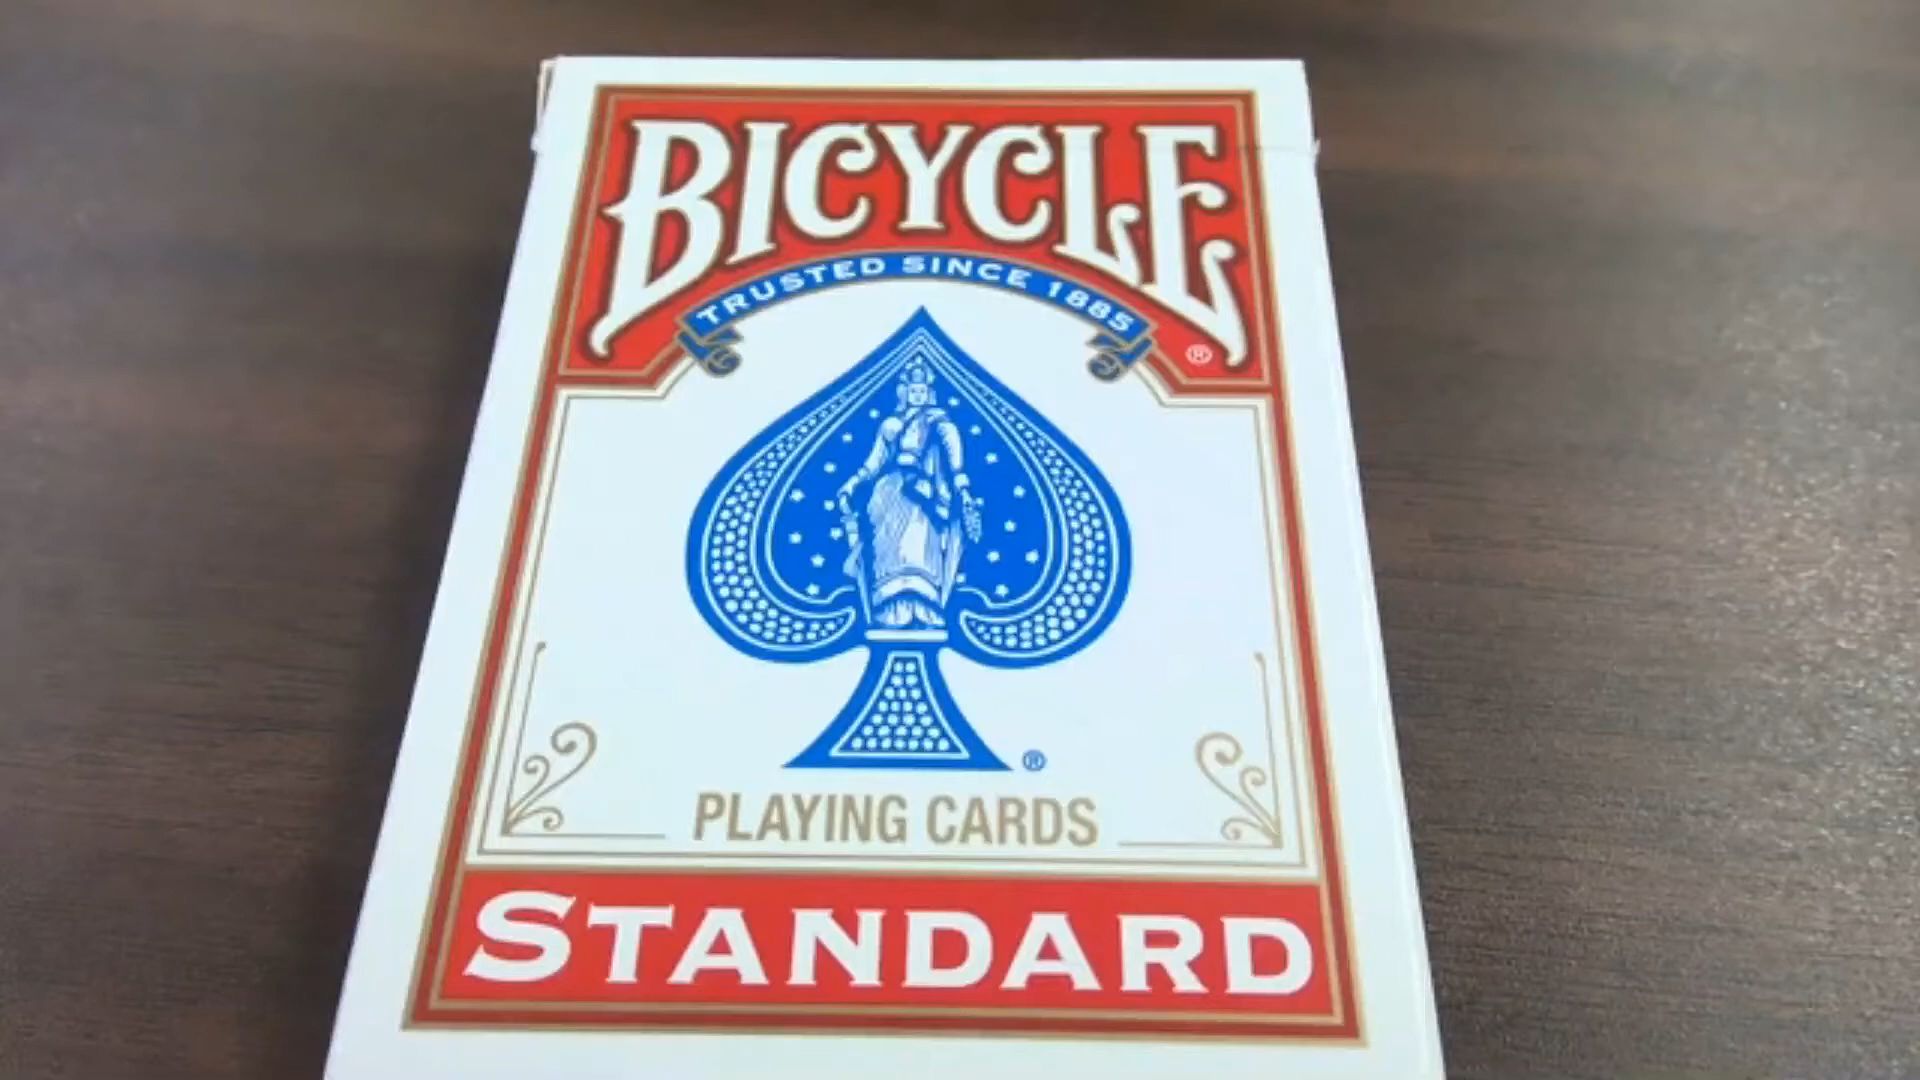 BICYCLE
®
TRUSTED SINCE 1885
®
PLAYING CARDS
STANDARD